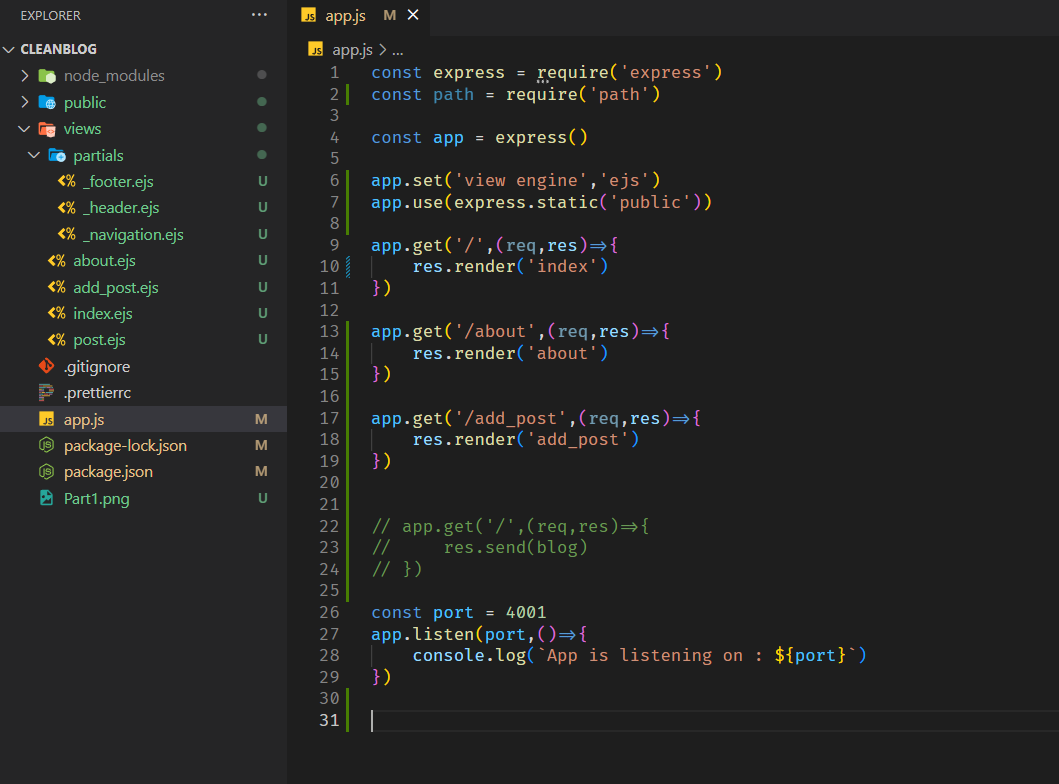 EXPLORER
CLEANBLOG
node_modules
public
views
partials
_footer.ejs U
_header.ejs U
_navigation.ejs U
about.ejs U
add_post.ejs U
index.ejs U
post.ejs U
.gitignore
.prettierrc
JS app.js M
package-lock.json M
package.json M
Part1.png U
JS app.js M
JS app.js > ...
1 const express = require('express')
2 const path = require('path')
3
4 const app = express()
5
6 app.set('view engine','ejs')
7 app.use(express.static('public'))
8
9 app.get('/',(req,res)=>{
10     res.render('index')
11 })
12
13 app.get('/about',(req,res)=>{
14     res.render('about')
15 })
16
17 app.get('/add_post',(req,res)=>{
18     res.render('add_post')
19 })
20
21
22 // app.get('/',(req,res)=>{
23 //     res.send(blog)
24 // })
25
26 const port = 4001
27 app.listen(port,()=>{
28     console.log(`App is listening on : ${port}`)
29 })
30
31